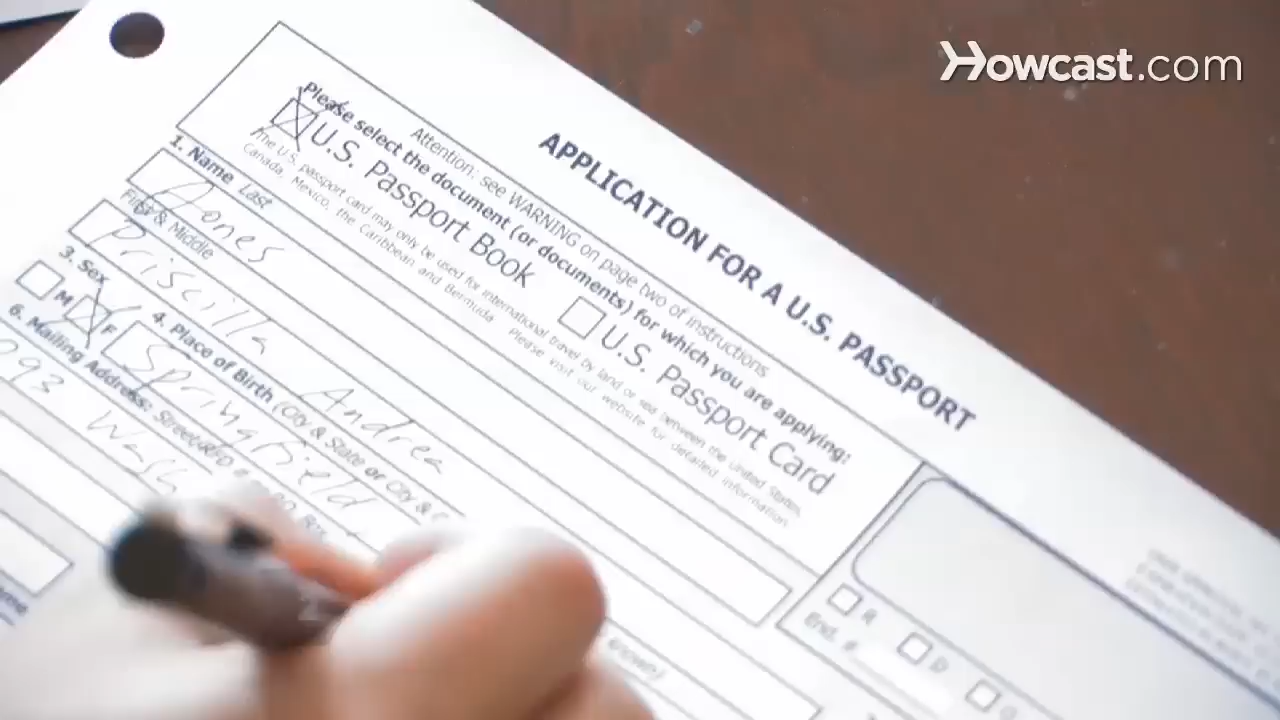 Howcast.com
APPLICATION FOR A U.S. PASSPORT
Attention: see WARNING on page two of instructions
Please select the document (or documents) for which you are applying:
U.S. Passport Book
U.S. Passport Card
The U.S. passport card may only be used for international travel by land or sea between the United States,
Canada, Mexico, the Caribbean and Bermuda. Please visit our website for detailed information
1. Name Last
Jones
First & Middle
Priscilla Andrea
3. Sex
M F
4. Place of Birth (City & State or City &
Springfield
6. Mailing Address: Street/RFD # P.O. Box
093 Wash
R D O
End. #